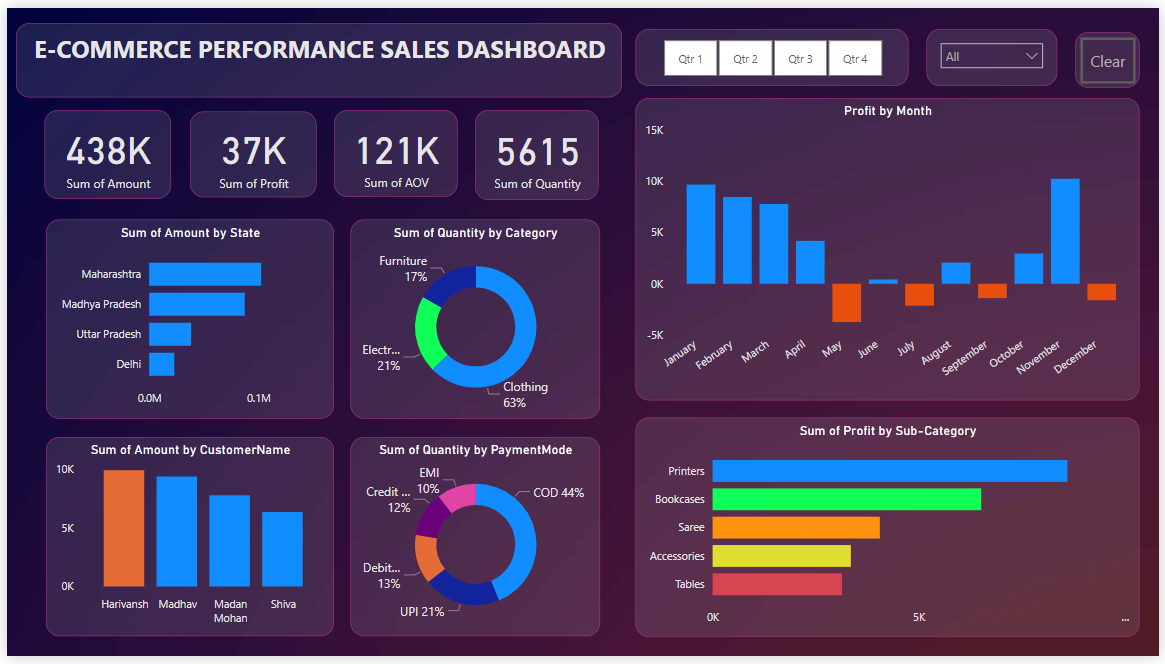 E-COMMERCE PERFORMANCE SALES DASHBOARD
Qtr 1
Qtr 2
Qtr 3
Qtr 4
All
Clear
438K
Sum of Amount
37K
Sum of Profit
121K
Sum of AOV
5615
Sum of Quantity
Profit by Month
15K
10K
5K
0K
-5K
January
February
March
April
May
June
July
August
September
October
November
December
Sum of Amount by State
Maharashtra
Madhya Pradesh
Uttar Pradesh
Delhi
0.0M
0.1M
Sum of Quantity by Category
Furniture
17%
Electr...
21%
Clothing
63%
Sum of Amount by CustomerName
10K
5K
0K
Harivansh
Madhav
Madan
Mohan
Shiva
Sum of Quantity by PaymentMode
EMI
10%
Credit ...
12%
Debit...
13%
UPI 21%
COD 44%
Sum of Profit by Sub-Category
Printers
Bookcases
Saree
Accessories
Tables
0K
5K
...